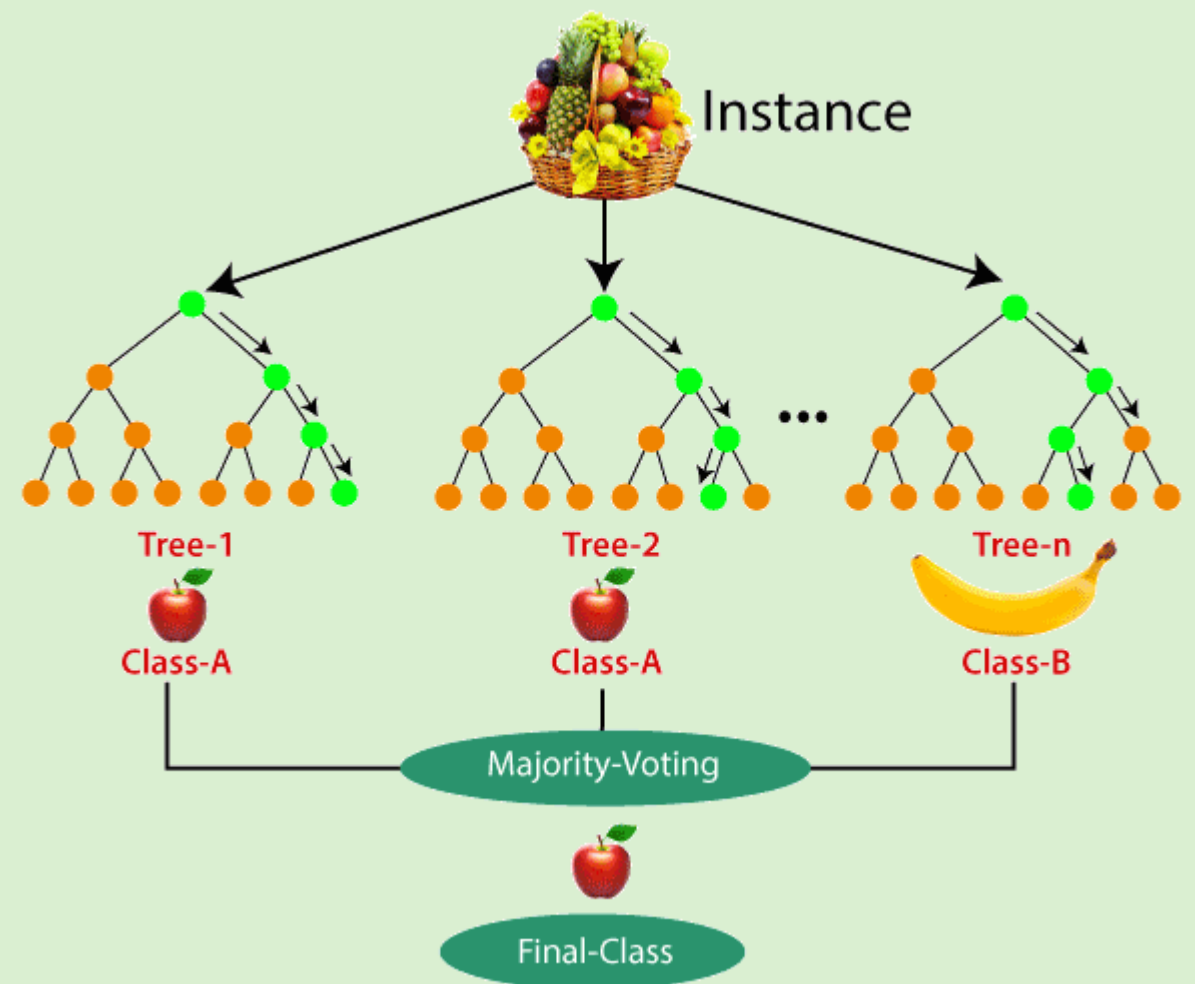 Instance
...
Tree-1
Tree-2
Tree-n
Class-A
Class-A
Class-B
Majority-Voting
Final-Class